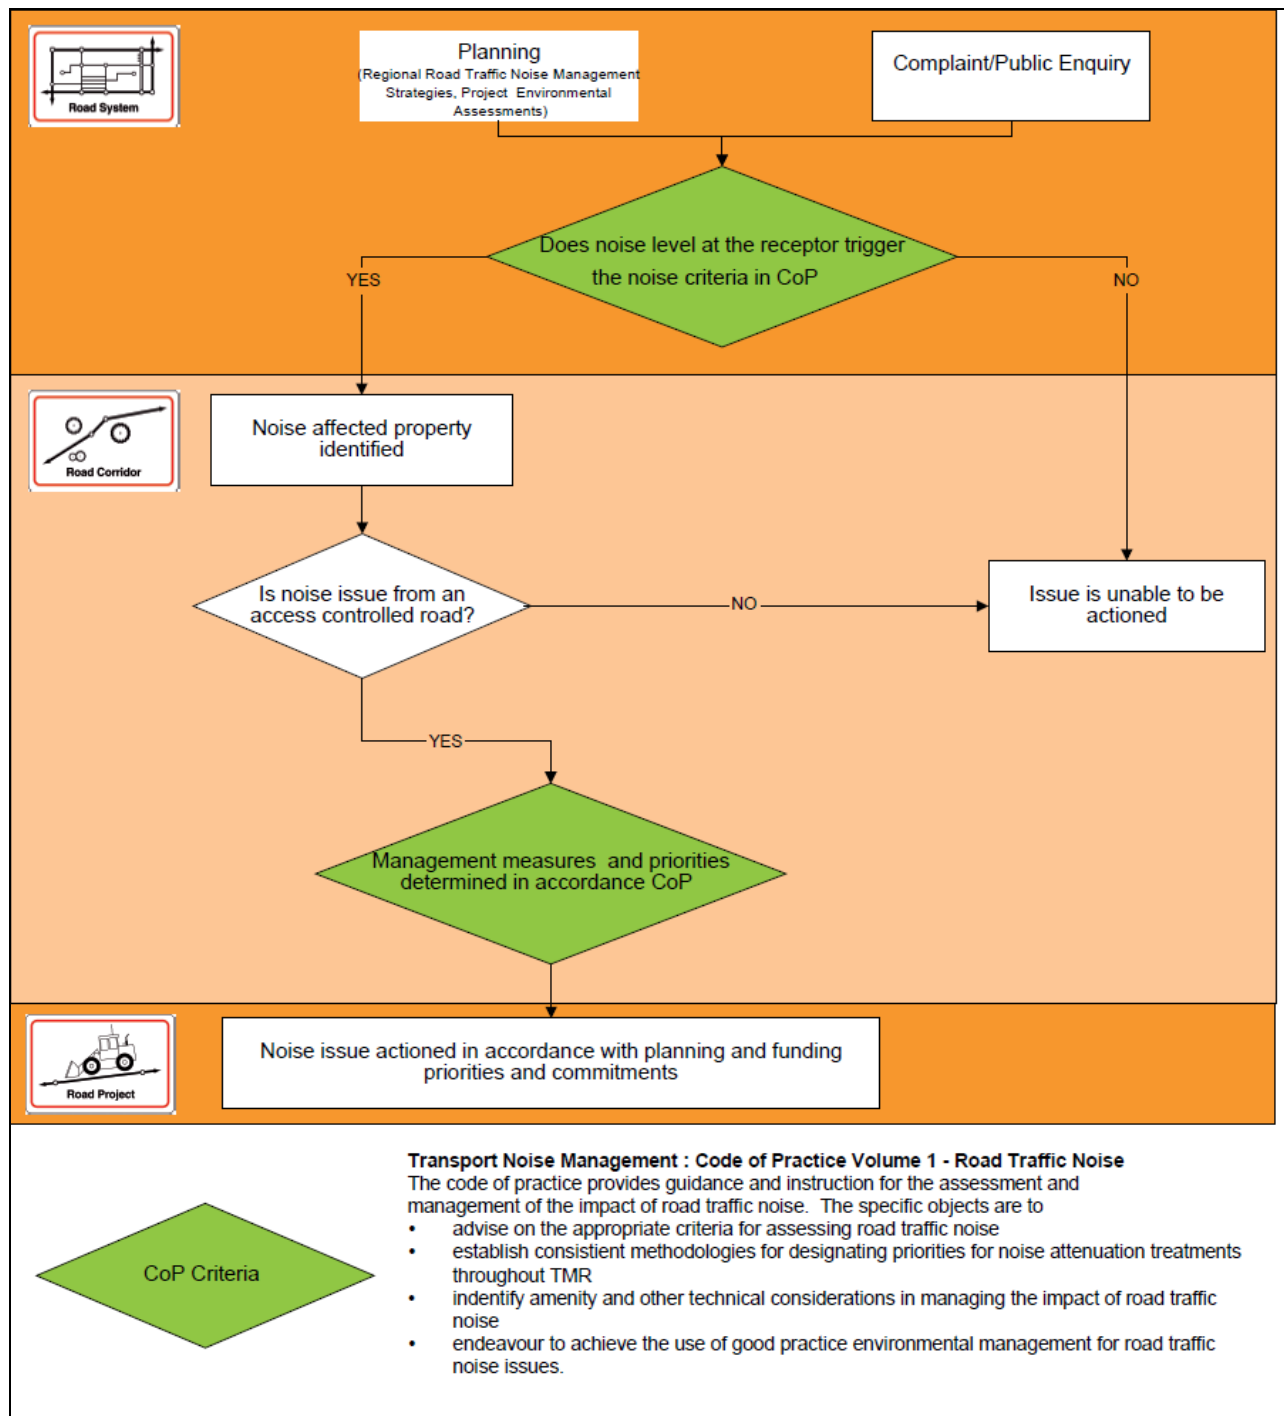 Road System
Planning
(Regional Road Traffic Noise Management
Strategies, Project Environmental
Assessments)
Complaint/Public Enquiry
Does noise level at the receptor trigger
the noise criteria in CoP
YES
NO
Road Corridor
Noise affected property
identified
Is noise issue from an
access controlled road?
NO
Issue is unable to be
actioned
YES
Management measures and priorities
determined in accordance CoP
Road Project
Noise issue actioned in accordance with planning and funding
priorities and commitments
CoP Criteria
Transport Noise Management : Code of Practice Volume 1 - Road Traffic Noise
The code of practice provides guidance and instruction for the assessment and
management of the impact of road traffic noise. The specific objects are to
• advise on the appropriate criteria for assessing road traffic noise
• establish consistient methodologies for designating priorities for noise attenuation treatments
throughout TMR
• indentify amenity and other technical considerations in managing the impact of road traffic
noise
• endeavour to achieve the use of good practice environmental management for road traffic
noise issues.